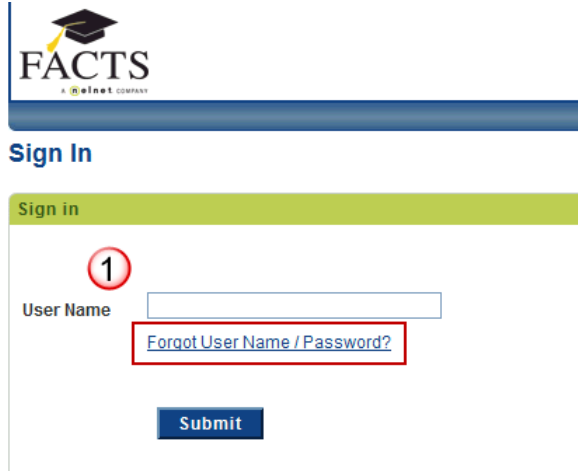 FACTS
A nelnet COMPANY
Sign In
Sign in
1
User Name
Forgot User Name / Password?
Submit